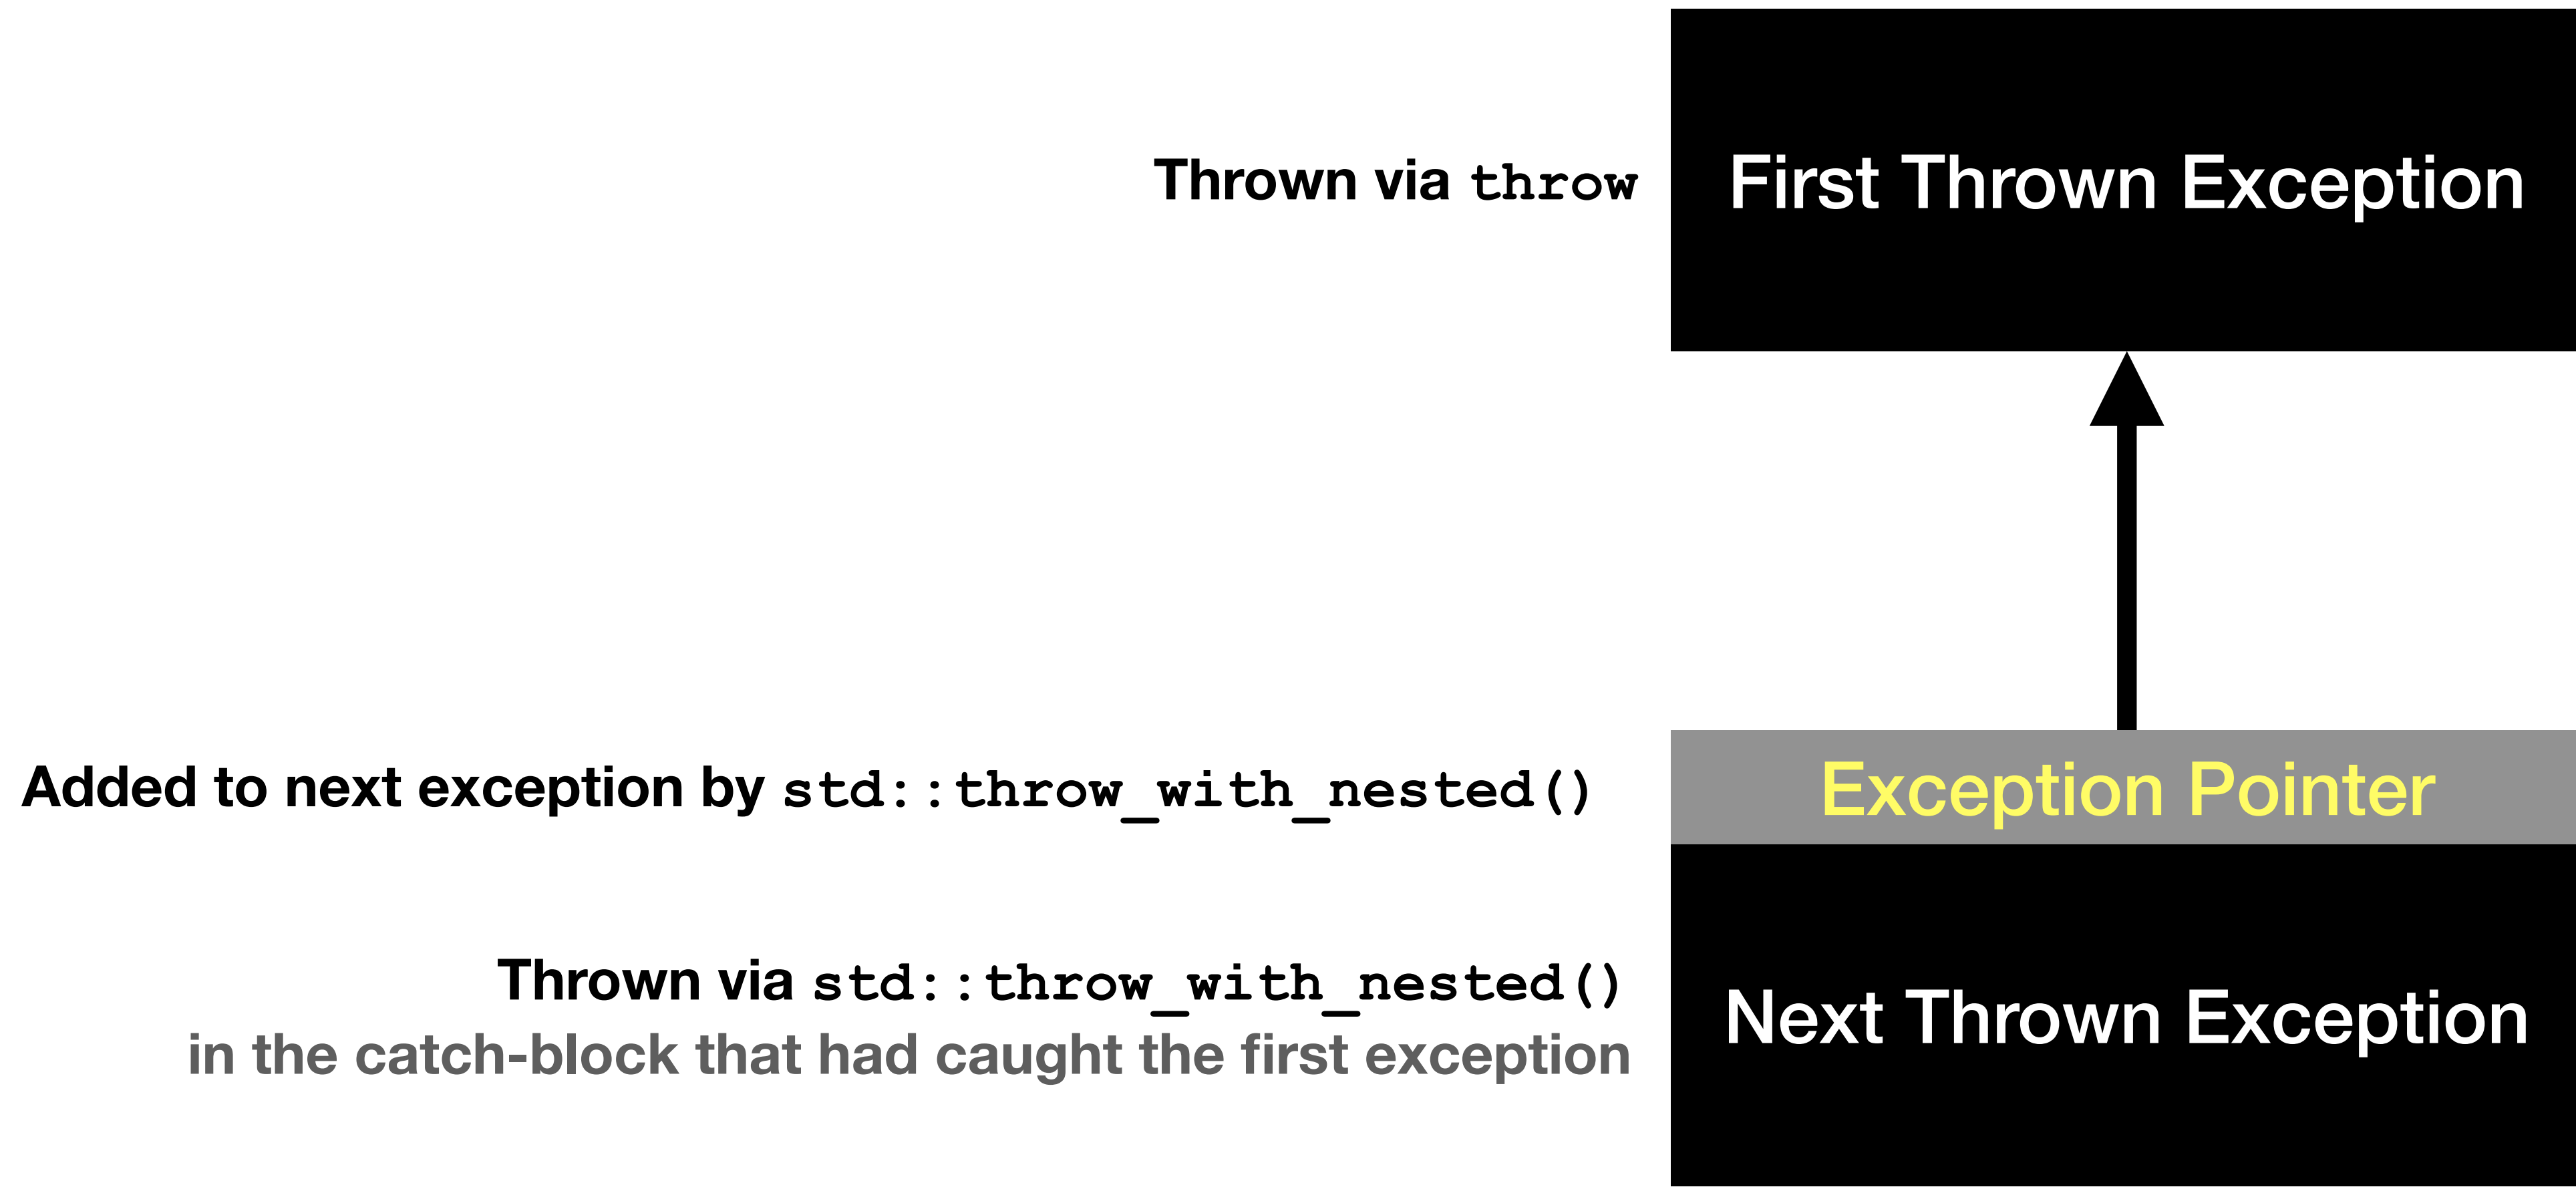 Thrown via throw
First Thrown Exception
Added to next exception by std::throw_with_nested()
Exception Pointer
Thrown via std::throw_with_nested()
in the catch-block that had caught the first exception
Next Thrown Exception